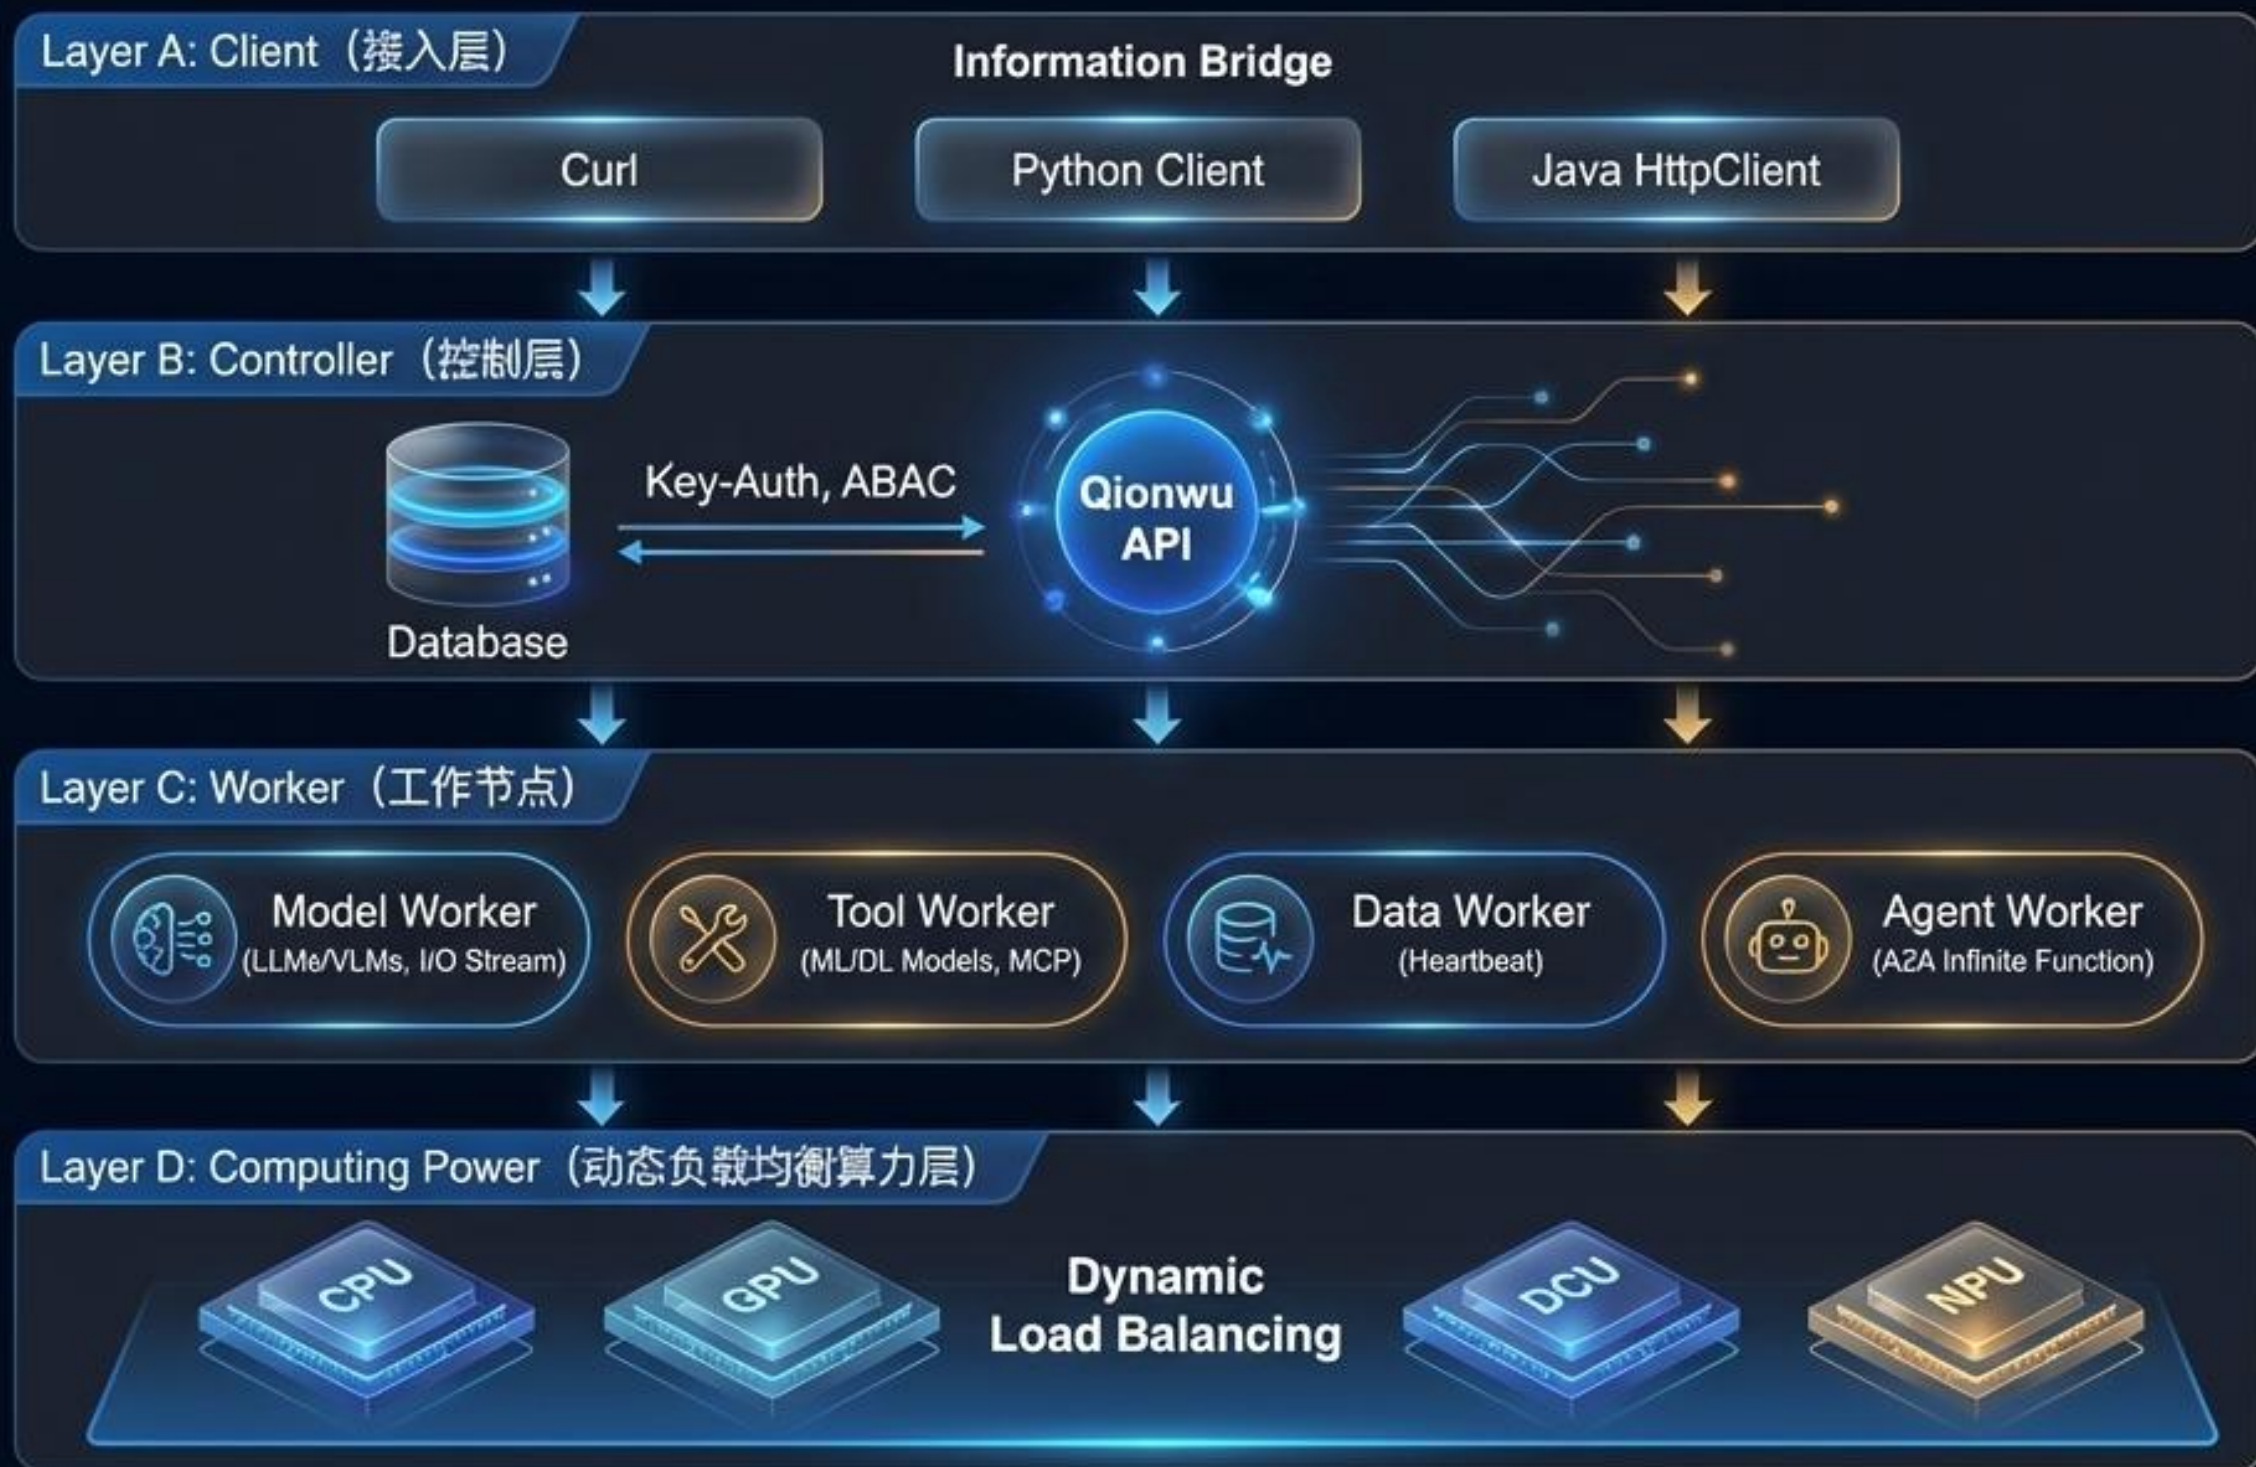 Layer A: Client（接入层）
Information Bridge
Curl
Python Client
Java HttpClient
Layer B: Controller（控制层）
Key-Auth, ABAC
Qionwu
API
Database
Layer C: Worker（工作节点）
Model Worker
(LLMe/VLMs, I/O Stream)
Tool Worker
(ML/DL Models, MCP)
Data Worker
(Heartbeat)
Agent Worker
(A2A Infinite Function)
Layer D: Computing Power（动态负载均衡算力层）
CPU
GPU
Dynamic
Load Balancing
DCU
NPU